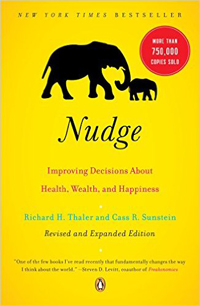 NEW YORK TIMES BESTSELLER
MORE THAN
750,000
COPIES SOLD
Nudge
Improving Decisions About
Health, Wealth, and Happiness
Richard H. Thaler and Cass R. Sunstein
Revised and Expanded Edition
"One of the few books I've read recently that fundamentally changes the way
I think about the world." –Steven D. Levitt, coauthor of Freakonomics